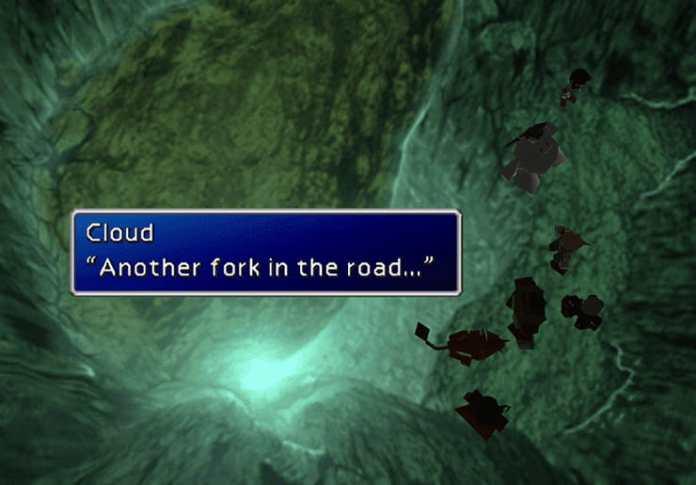 Cloud
“Another fork in the road...”